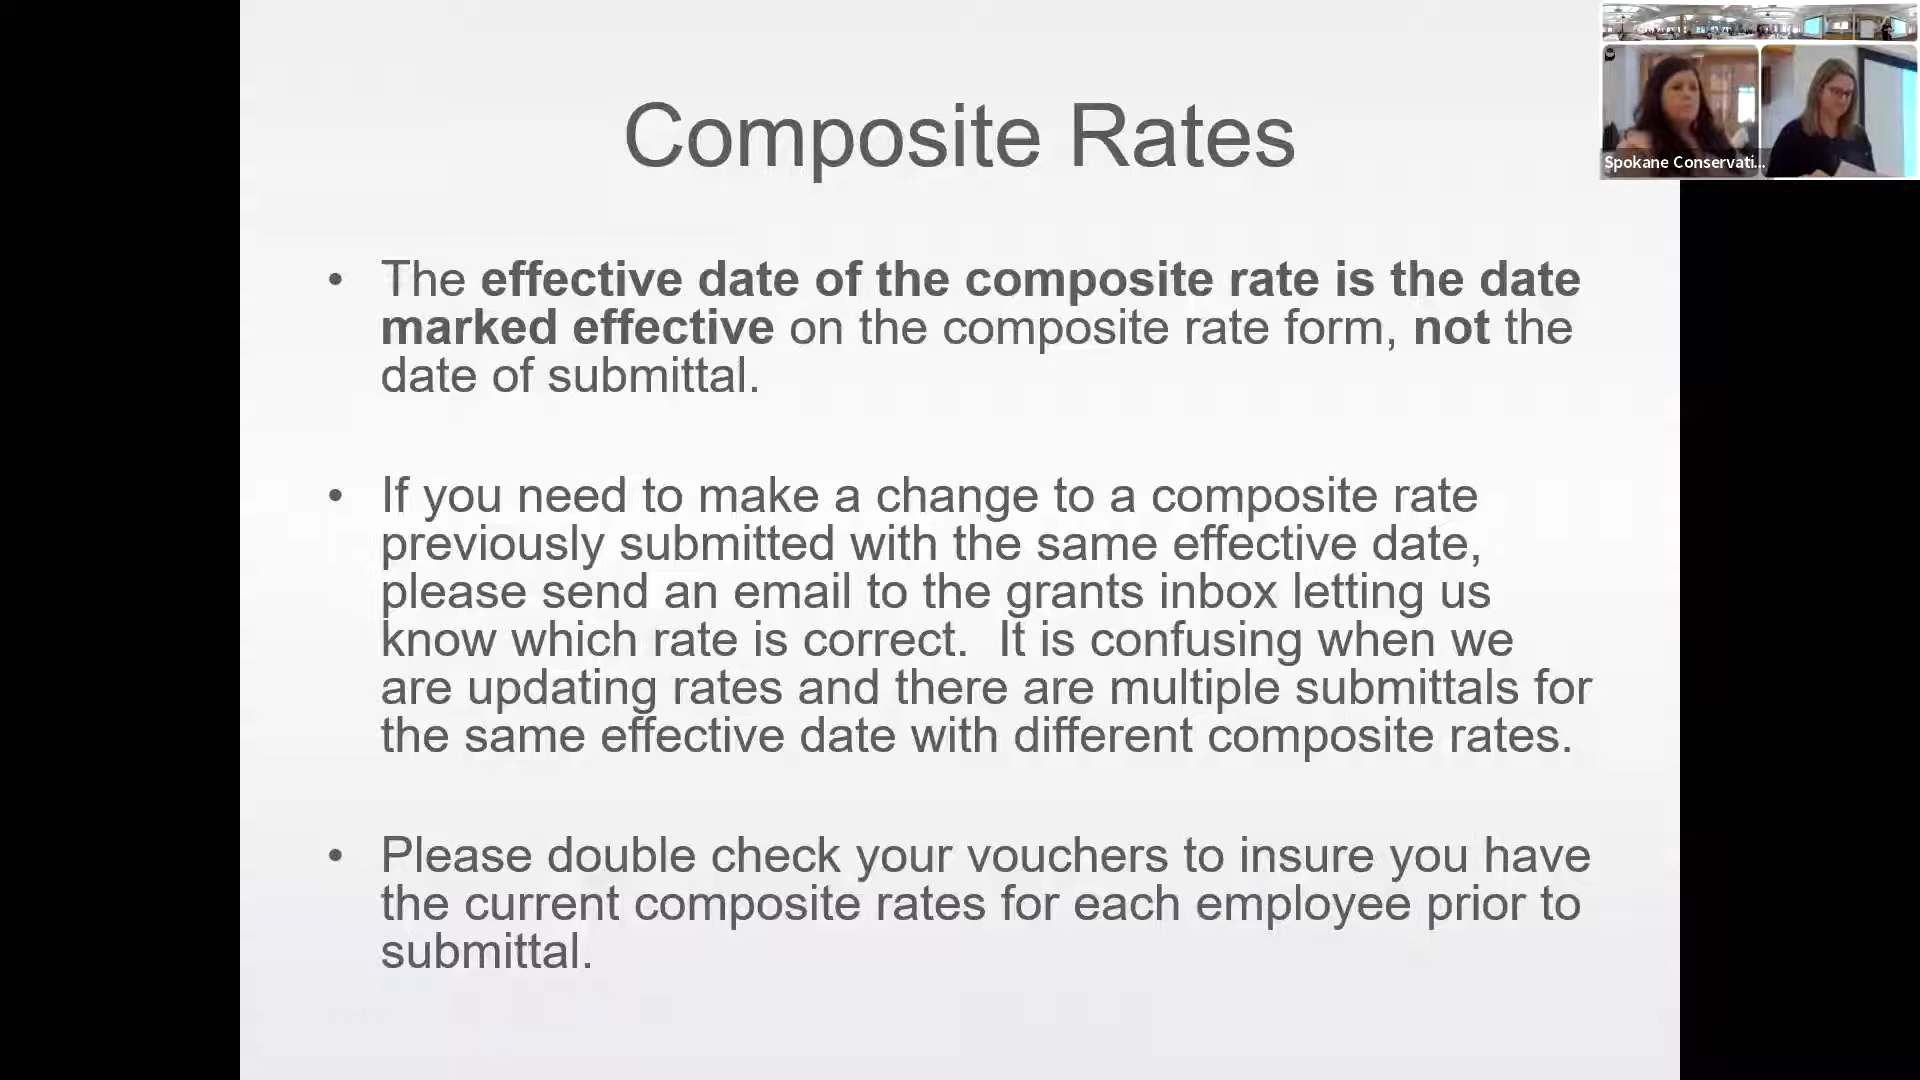 Composite Rates
Spokane Conservati...
• The effective date of the composite rate is the date
marked effective on the composite rate form, not the
date of submittal.
• If you need to make a change to a composite rate
previously submitted with the same effective date,
please send an email to the grants inbox letting us
know which rate is correct.  It is confusing when we
are updating rates and there are multiple submittals for
the same effective date with different composite rates.
• Please double check your vouchers to insure you have
the current composite rates for each employee prior to
submittal.